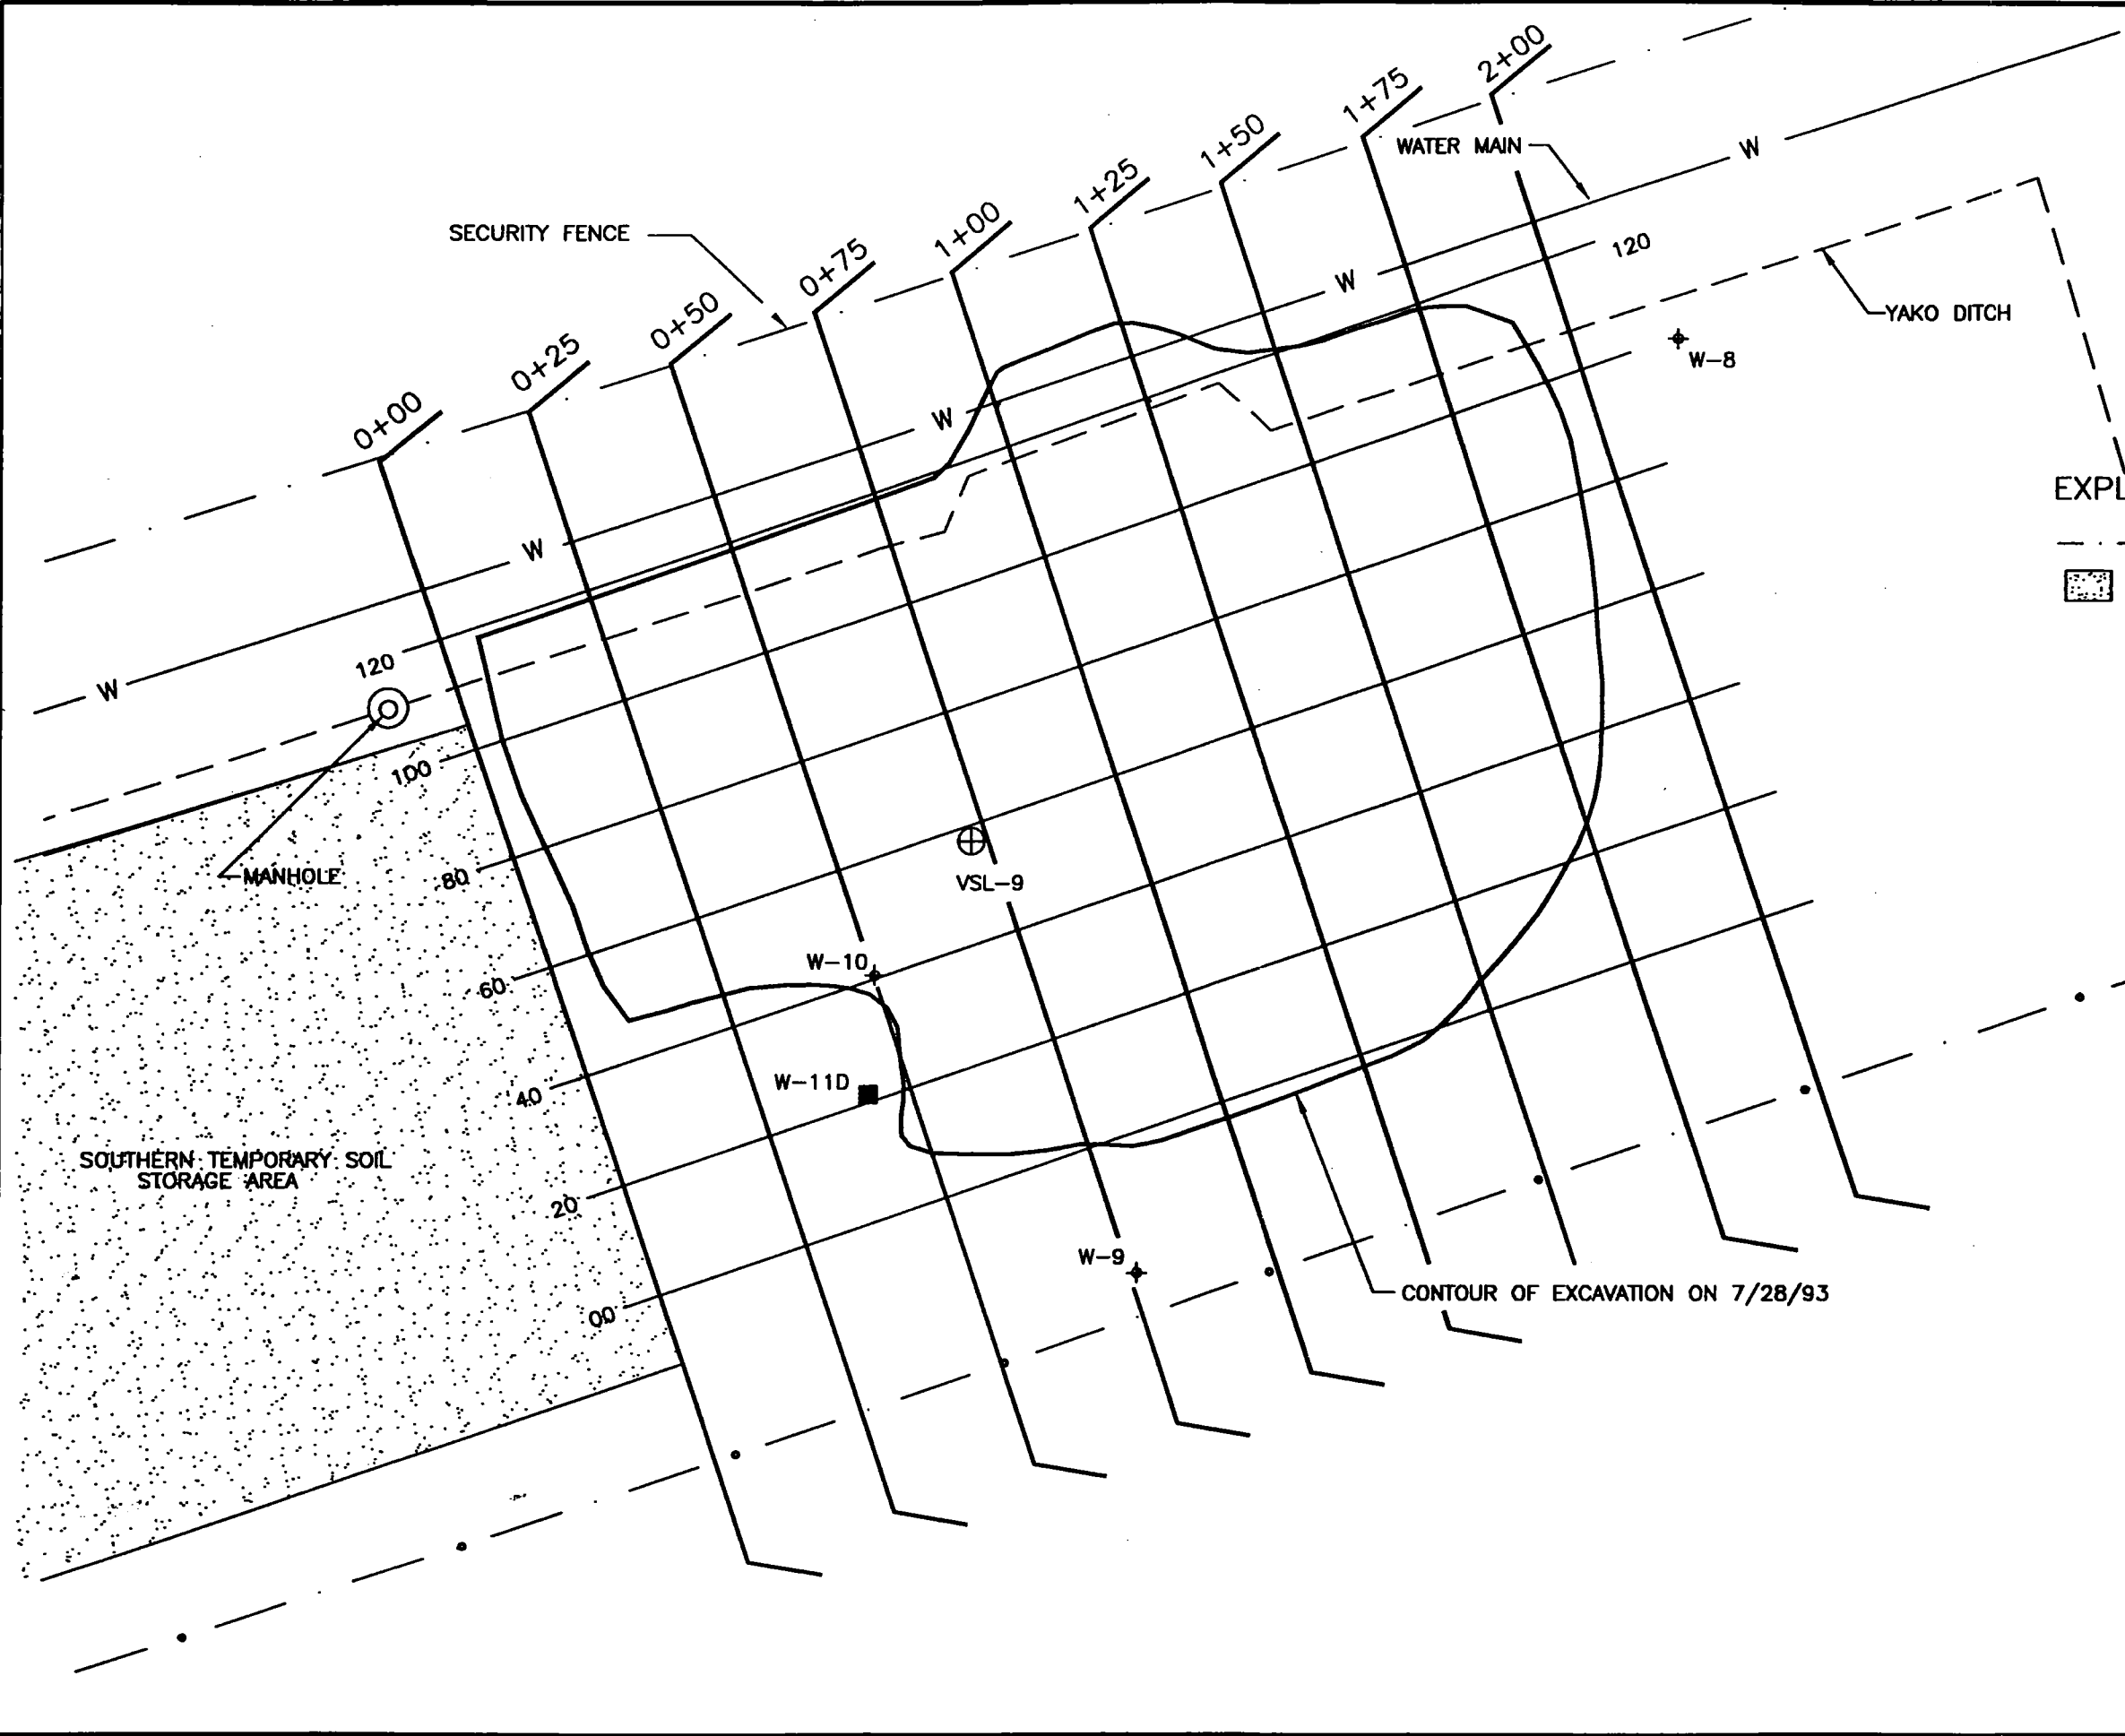 2+00
1+75
1+50
1+25
1+00
0+75
0+50
0+25
0+00
WATER MAIN
W
SECURITY FENCE
120
W
YAKO DITCH
W-8
W
EXPL
W
120
W
100
MANHOLE
80
VSL-9
60
W-10
40
W-11D
SOUTHERN TEMPORARY SOIL
STORAGE AREA
20
W-9
00
CONTOUR OF EXCAVATION ON 7/28/93